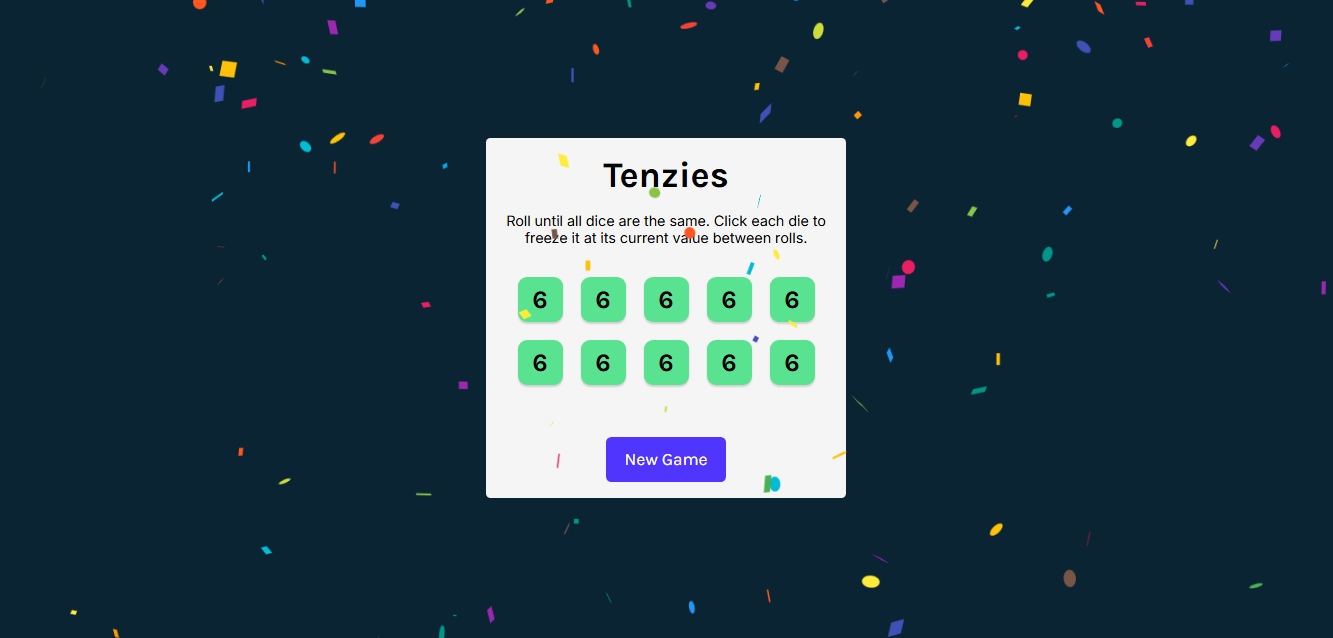 Tenzies
Roll until all dice are the same. Click each die to
freeze it at its current value between rolls.
6 6 6 6 6
6 6 6 6 6
New Game